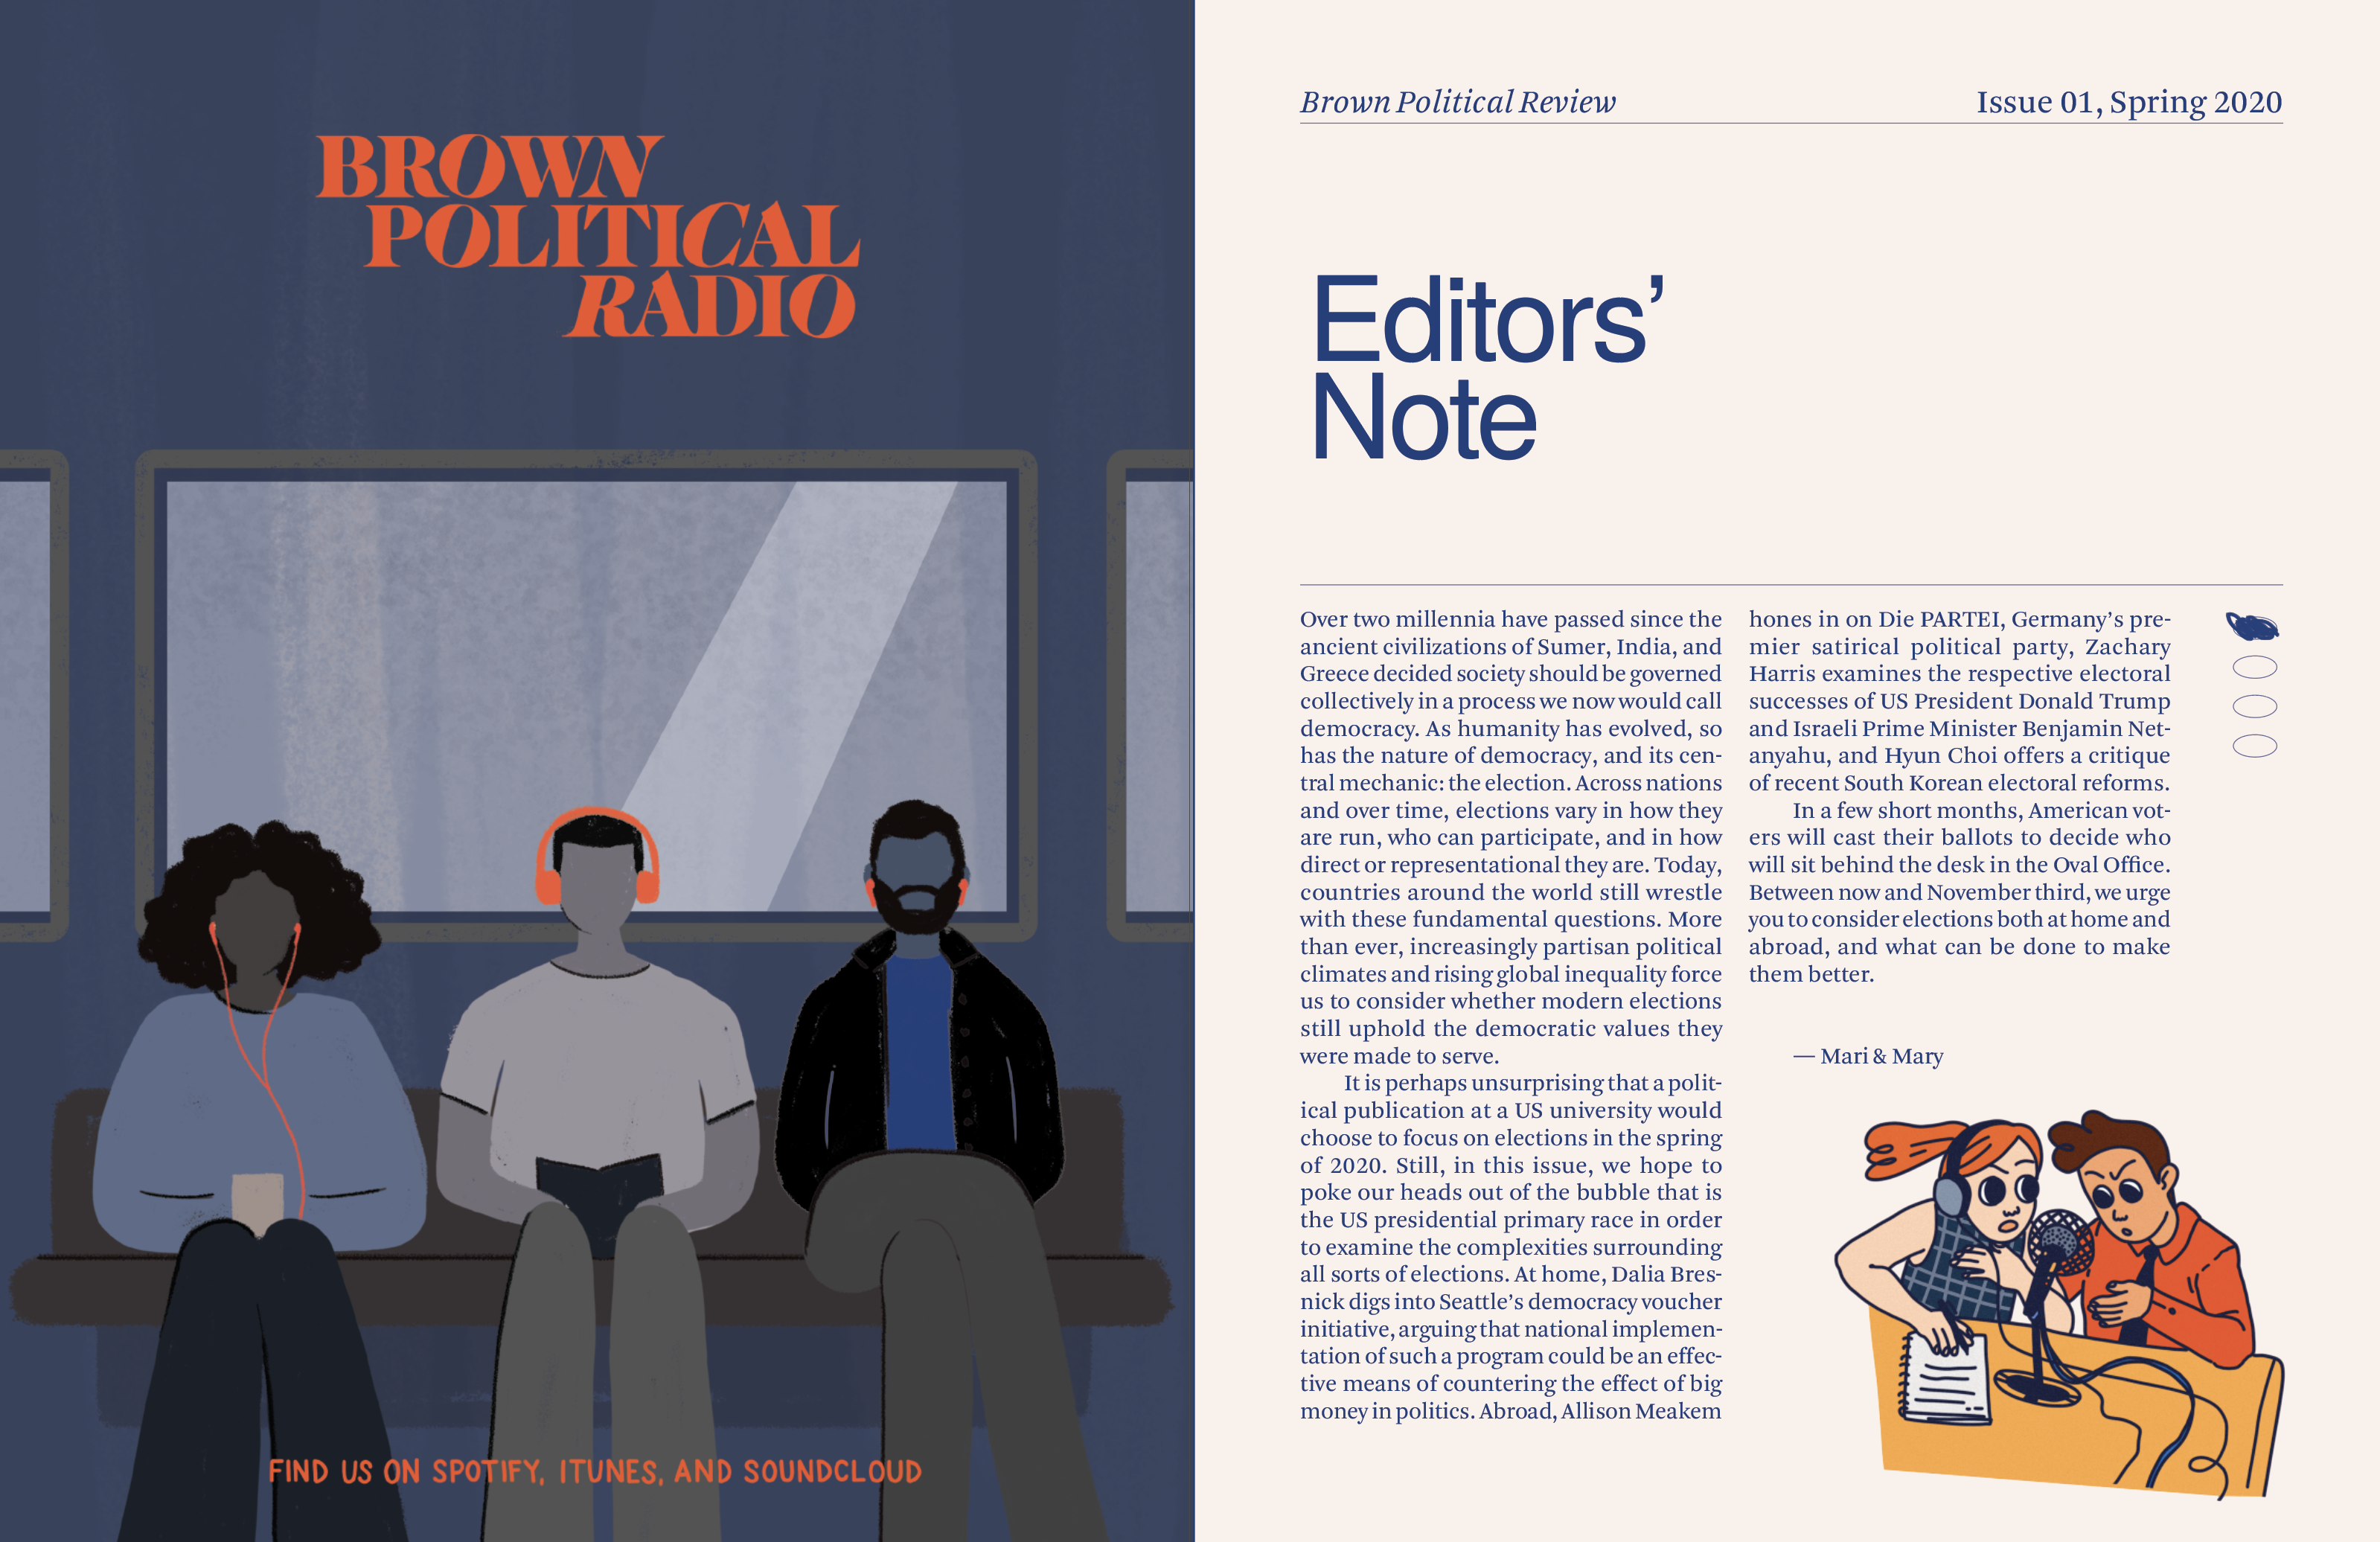 BROWN
POLITICAL
RADIO
FIND US ON SPOTIFY, ITUNES, AND SOUNDCLOUD
Brown Political Review
Issue 01, Spring 2020
Editors’
Note
Over two millennia have passed since the
ancient civilizations of Sumer, India, and
Greece decided society should be governed
collectively in a process we now would call
democracy. As humanity has evolved, so
has the nature of democracy, and its cen-
tral mechanic: the election. Across nations
and over time, elections vary in how they
are run, who can participate, and in how
direct or representational they are. Today,
countries around the world still wrestle
with these fundamental questions. More
than ever, increasingly partisan political
climates and rising global inequality force
us to consider whether modern elections
still uphold the democratic values they
were made to serve.
It is perhaps unsurprising that a polit-
ical publication at a US university would
choose to focus on elections in the spring
of 2020. Still, in this issue, we hope to
poke our heads out of the bubble that is
the US presidential primary race in order
to examine the complexities surrounding
all sorts of elections. At home, Dalia Bres-
nick digs into Seattle’s democracy voucher
initiative, arguing that national implemen-
tation of such a program could be an effec-
tive means of countering the effect of big
money in politics. Abroad, Allison Meakem
hones in on Die PARTEI, Germany’s pre-
mier satirical political party, Zachary
Harris examines the respective electoral
successes of US President Donald Trump
and Israeli Prime Minister Benjamin Net-
anyahu, and Hyun Choi offers a critique
of recent South Korean electoral reforms.
In a few short months, American vot-
ers will cast their ballots to decide who
will sit behind the desk in the Oval Office.
Between now and November third, we urge
you to consider elections both at home and
abroad, and what can be done to make
them better.
— Mari & Mary